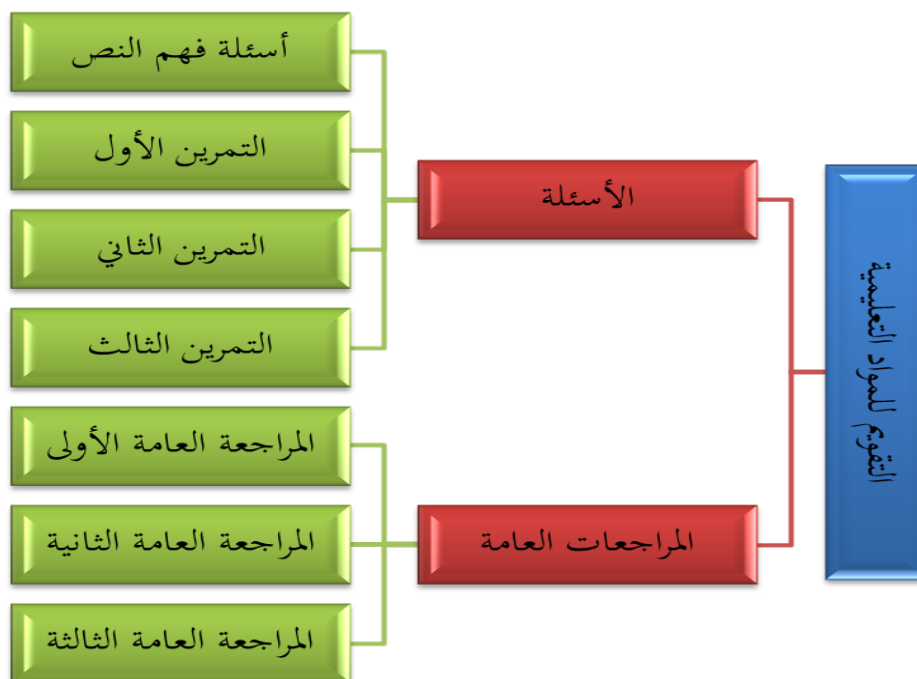 التقويم للمواد التعليمية
الأسئلة
أسئلة فهم النص
التمرين الأول
التمرين الثاني
التمرين الثالث
المراجعات العامة
المراجعة العامة الأولى
المراجعة العامة الثانية
المراجعة العامة الثالثة